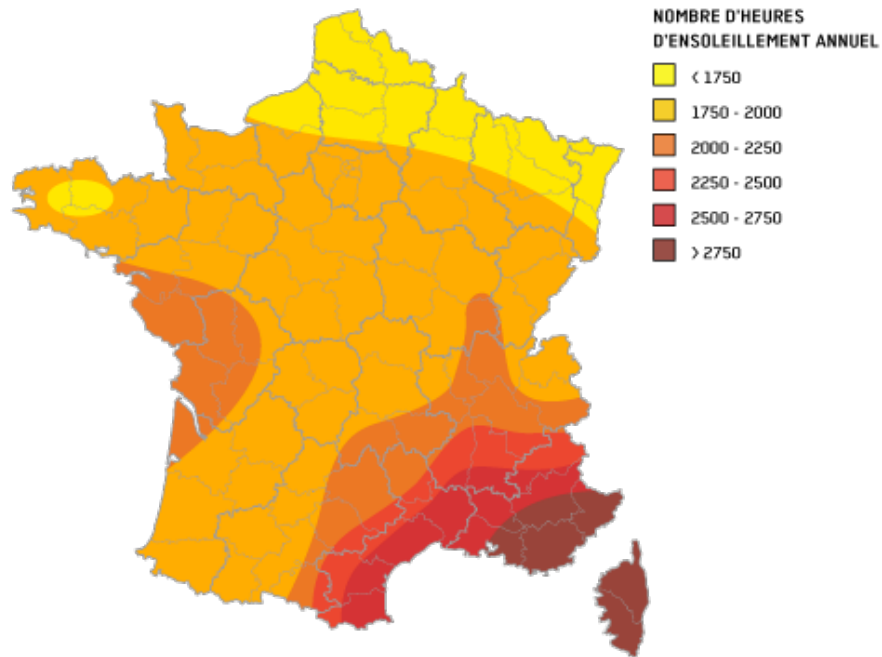 NOMBRE D'HEURES
D'ENSOLEILLEMENT ANNUEL
< 1750
1750 - 2000
2000 - 2250
2250 - 2500
2500 - 2750
> 2750